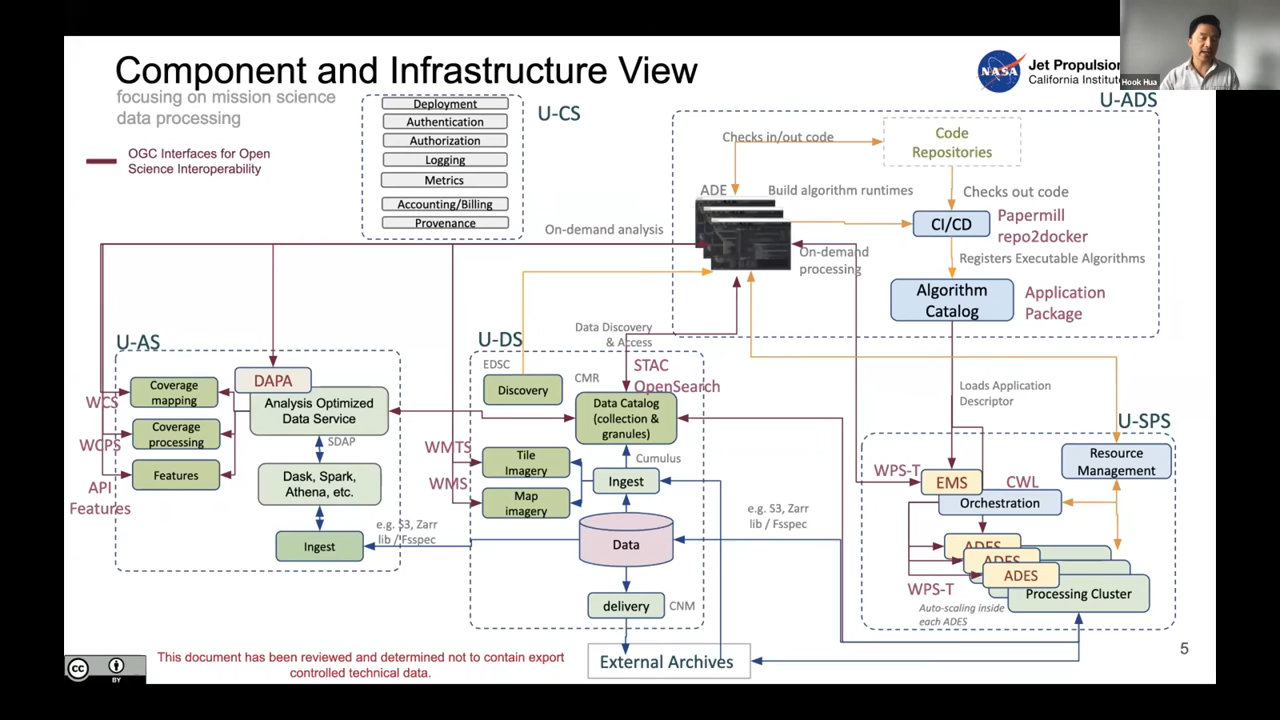 Component and Infrastructure View
focusing on mission science
data processing
NASA
Jet Propulsion
California Institute
Hook Hua
OGC Interfaces for Open
Science Interoperability
U-CS
Deployment
Authentication
Authorization
Logging
Metrics
Accounting/Billing
Provenance
U-ADS
Checks in/out code
Code
Repositories
ADE
Build algorithm runtimes
Checks out code
CI/CD
Papermill
repo2docker
On-demand analysis
On-demand
processing
Registers Executable Algorithms
Algorithm
Catalog
Application
Package
U-AS
DAPA
Coverage
mapping
WCS
Analysis Optimized
Data Service
Coverage
processing
WCPS
SDAP
Features
API
Features
Dask, Spark,
Athena, etc.
Ingest
e.g. S3, Zarr
lib / Fsspec
U-DS
Data Discovery
& Access
EDSC
Discovery
CMR
STAC
OpenSearch
Data Catalog
(collection &
granules)
WMTS
Tile
Imagery
Cumulus
WMS
Map
imagery
Ingest
Data
e.g. S3, Zarr
lib / Fsspec
delivery
CNM
External Archives
Loads Application
Descriptor
U-SPS
Resource
Management
WPS-T
EMS
CWL
Orchestration
ADES
ADES
ADES
WPS-T
Processing Cluster
Auto-scaling inside
each ADES
5
cc
BY
This document has been reviewed and determined not to contain export
controlled technical data.